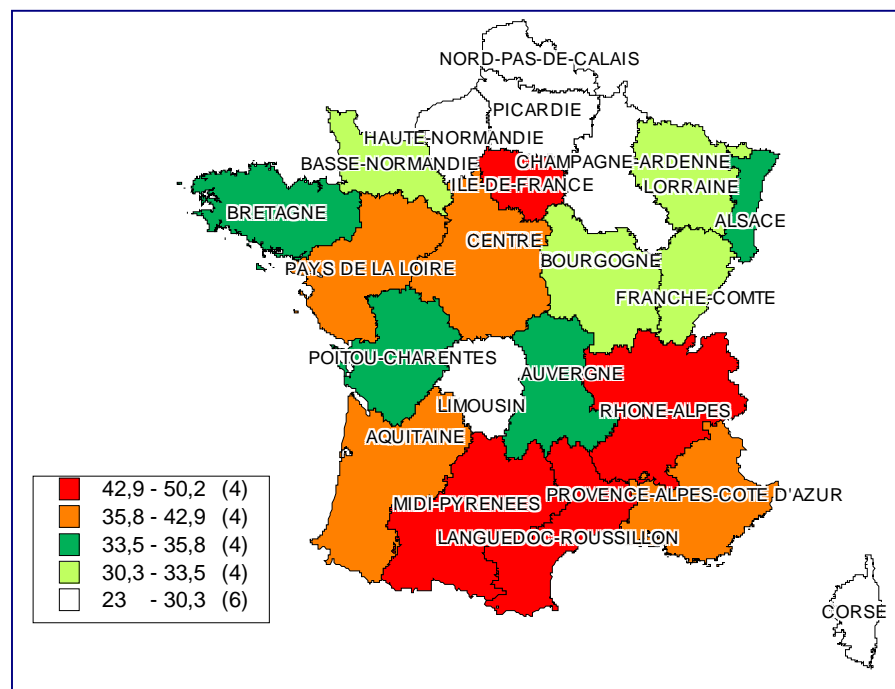 NORD-PAS-DE-CALAIS
PICARDIE
HAUTE-NORMANDIE
BASSE-NORMANDIE
CHAMPAGNE-ARDENNE
ILE-DE-FRANCE
LORRAINE
BRETAGNE
ALSACE
CENTRE
PAYS DE LA LOIRE
BOURGOGNE
FRANCHE-COMTE
POITOU-CHARENTES
AUVERGNE
LIMOUSIN
RHONE-ALPES
AQUITAINE
MIDI-PYRENEES
PROVENCE-ALPES-COTE D'AZUR
LANGUEDOC-ROUSSILLON
CORSE
42,9 - 50,2 (4)
35,8 - 42,9 (4)
33,5 - 35,8 (4)
30,3 - 33,5 (4)
23 - 30,3 (6)